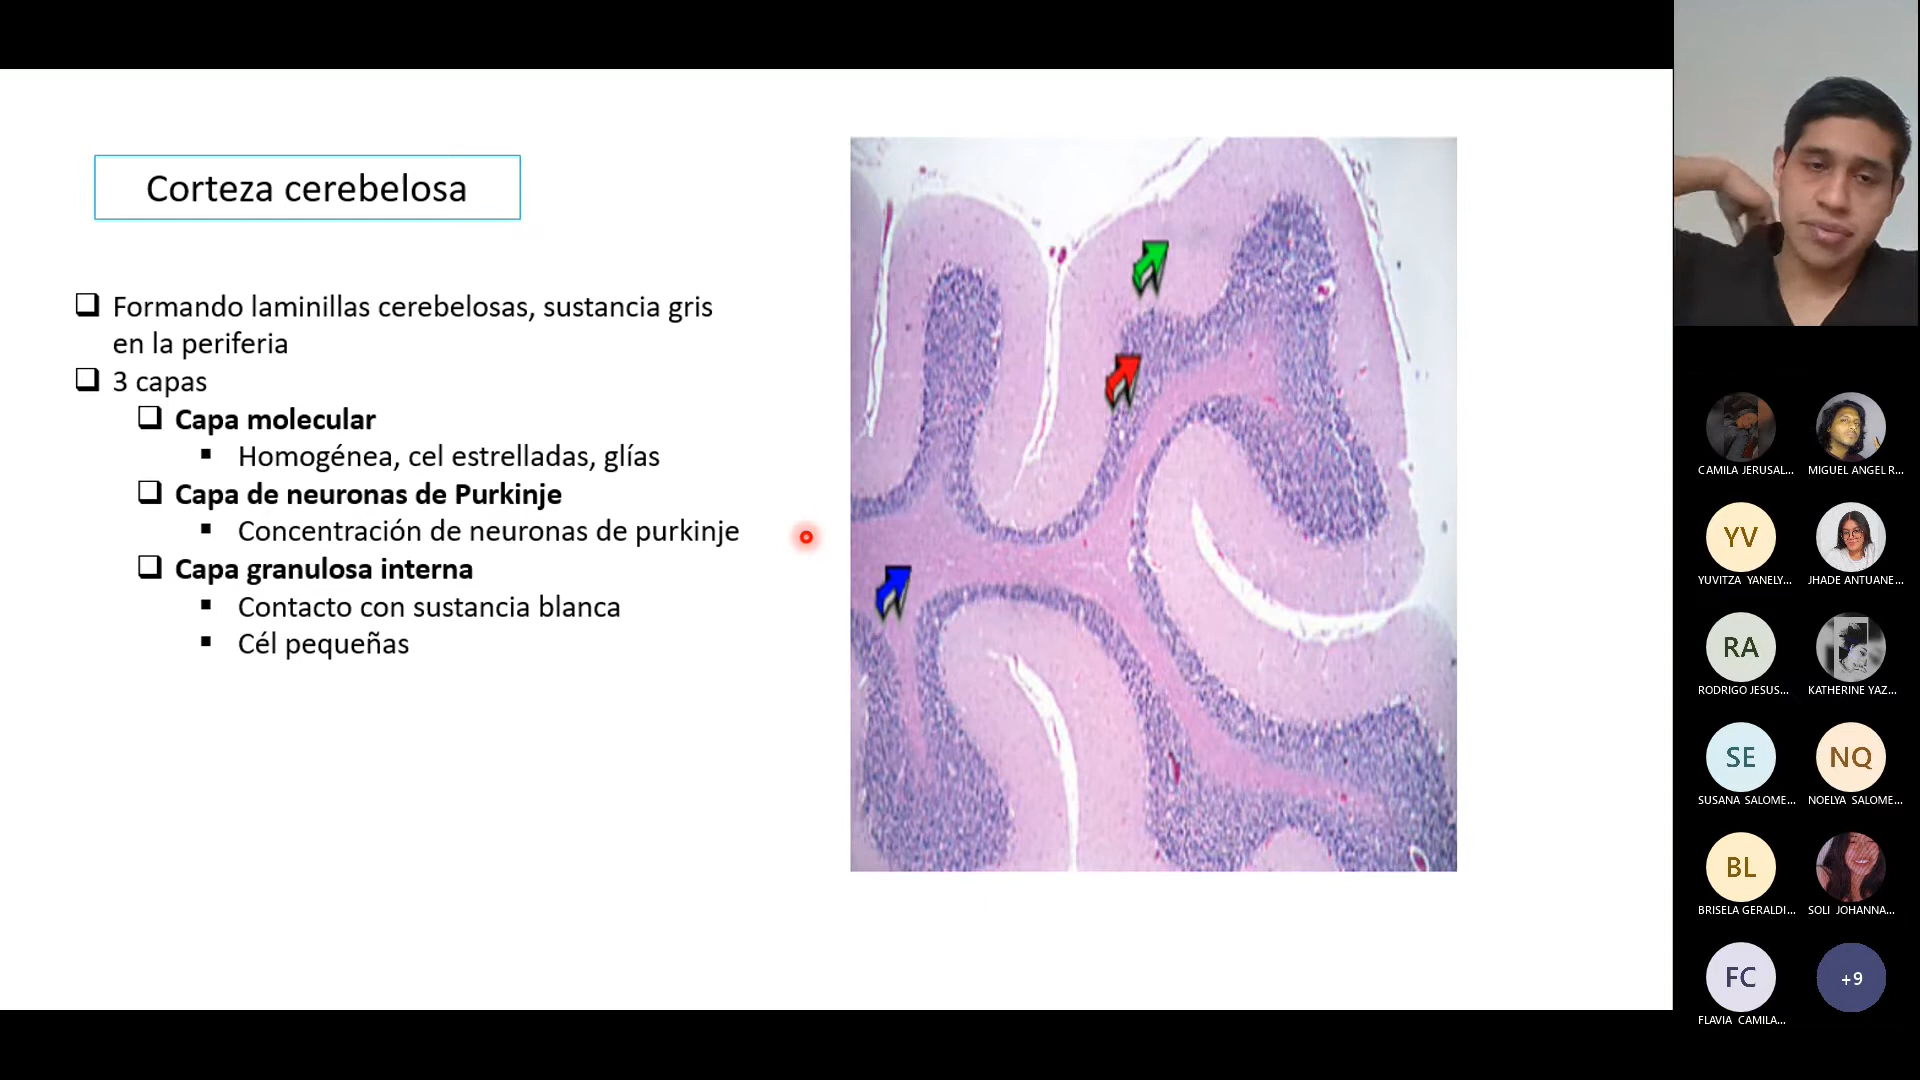 Corteza cerebelosa
Formando laminillas cerebelosas, sustancia gris
en la periferia
3 capas
Capa molecular
Homogénea, cel estrelladas, glías
Capa de neuronas de Purkinje
Concentración de neuronas de purkinje
Capa granulosa interna
Contacto con sustancia blanca
Cél pequeñas
CAMILA JERUSAL...
MIGUEL ANGEL R...
YV
YUVITZA YANELY...
JHADE ANTUANE...
RA
RODRIGO JESUS...
KATHERINE YAZ...
SE
NQ
SUSANA SALOME...
NOELYA SALOME...
BL
BRISELA GERALDI...
SOLI JOHANNA...
FC
+9
FLAVIA CAMILA...